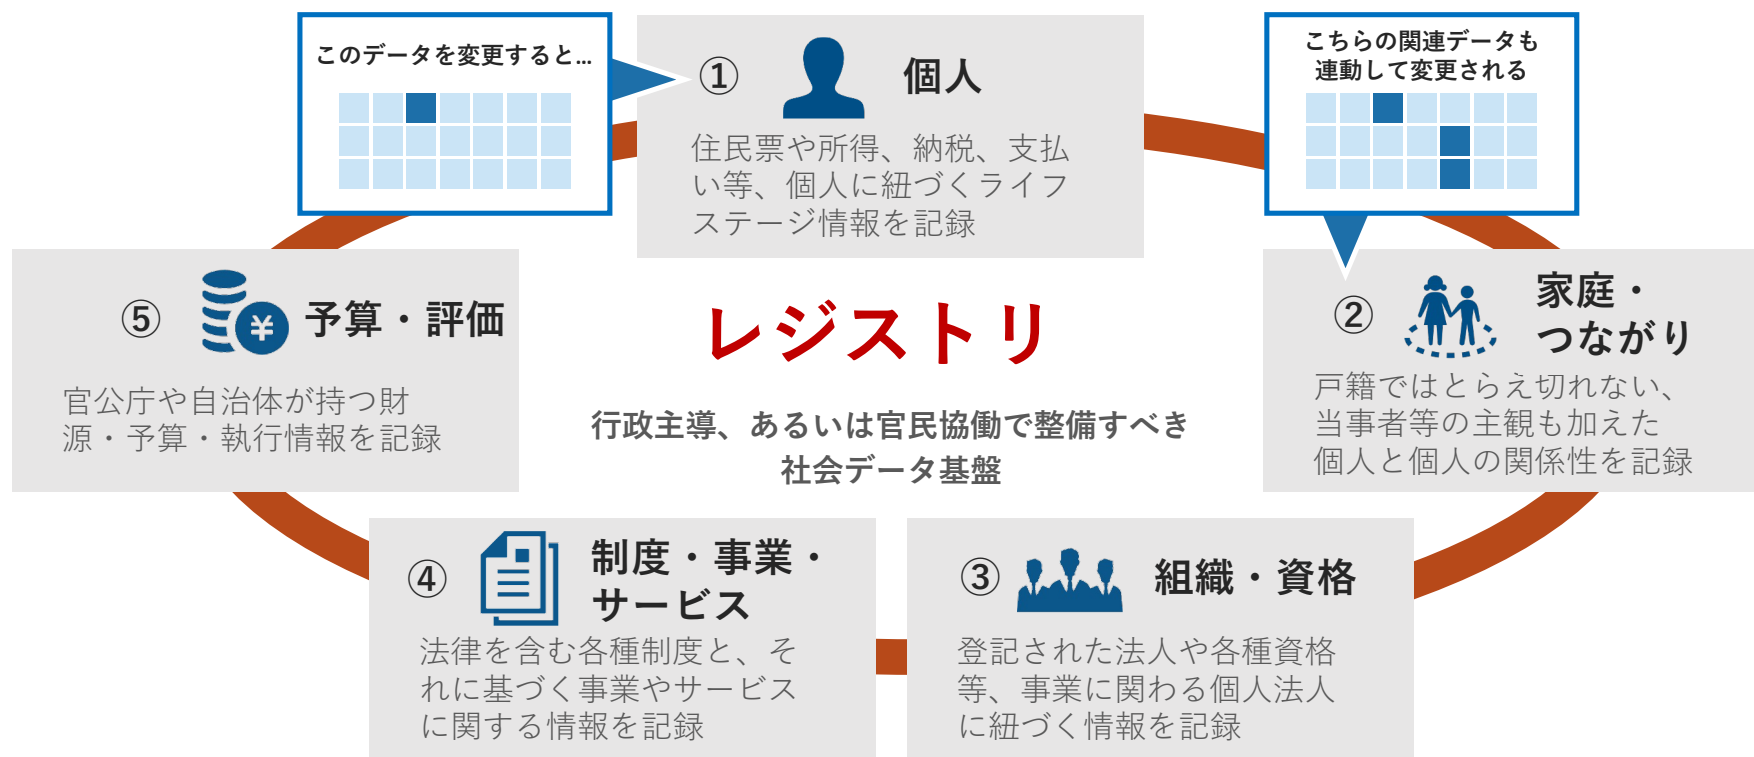 このデータを変更すると…
こちらの関連データも
連動して変更される
① 個人
住民票や所得、納税、支払
い等、個人に紐づくライフ
ステージ情報を記録
⑤ 予算・評価
官公庁や自治体が持つ財
源・予算・執行情報を記録
レジストリ
行政主導、あるいは官民協働で整備すべき
社会データ基盤
② 家庭・
つながり
戸籍ではとらえ切れない、
当事者等の主観も加えた
個人と個人の関係性を記録
④ 制度・事業・
サービス
法律を含む各種制度と、そ
れに基づく事業やサービス
に関する情報を記録
③ 組織・資格
登記された法人や各種資格
等、事業に関わる個人法人
に紐づく情報を記録
¥